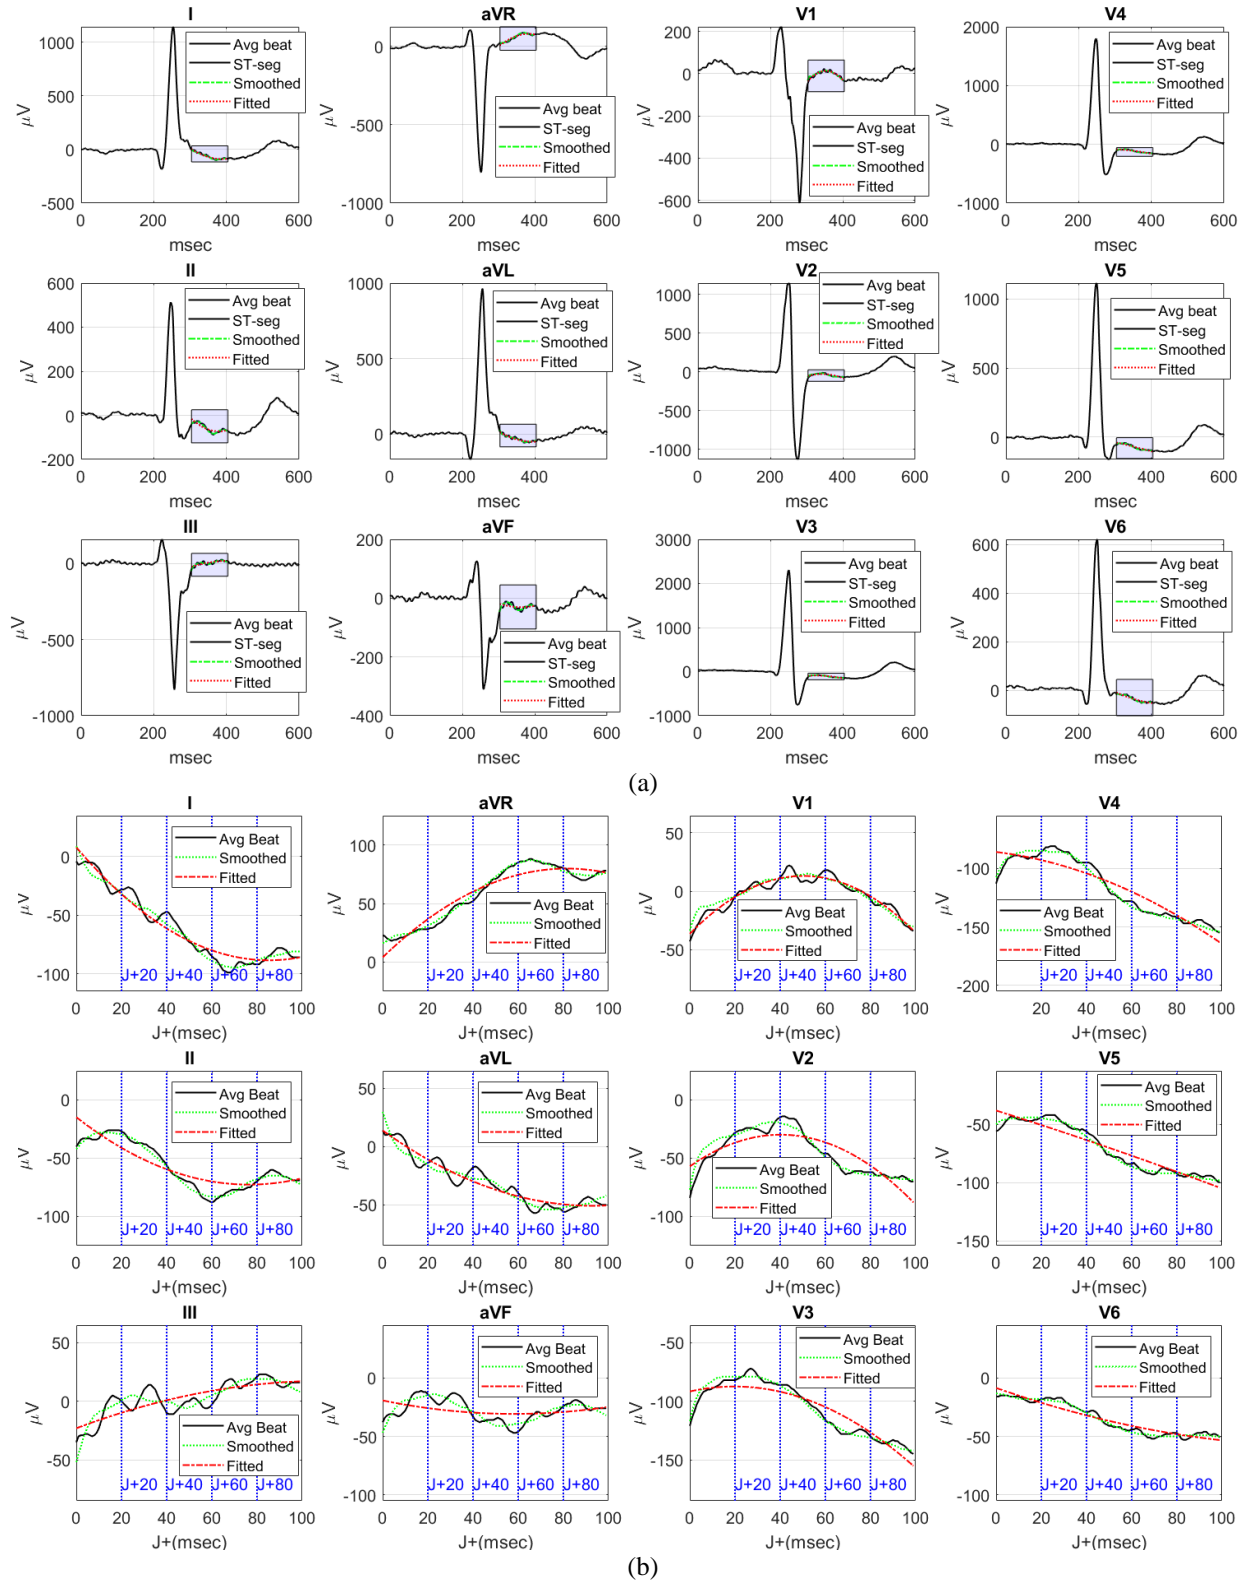 I
1000
500
0
-500
μV
Avg beat
ST-seg
Smoothed
Fitted
0 200 400 600
msec
aVR
0
-500
-1000
μV
Avg beat
ST-seg
Smoothed
Fitted
0 200 400 600
msec
V1
200
0
-200
-400
-600
μV
Avg beat
ST-seg
Smoothed
Fitted
0 200 400 600
msec
V4
2000
1000
0
-1000
μV
Avg beat
ST-seg
Smoothed
Fitted
0 200 400 600
msec
II
600
400
200
0
-200
μV
Avg beat
ST-seg
Smoothed
Fitted
0 200 400 600
msec
aVL
1000
500
0
μV
Avg beat
ST-seg
Smoothed
Fitted
0 200 400 600
msec
V2
1000
500
0
-500
-1000
μV
Avg beat
ST-seg
Smoothed
Fitted
0 200 400 600
msec
V5
1000
500
0
μV
Avg beat
ST-seg
Smoothed
Fitted
0 200 400 600
msec
III
0
-500
-1000
μV
Avg beat
ST-seg
Smoothed
Fitted
0 200 400 600
msec
aVF
200
0
-200
-400
μV
Avg beat
ST-seg
Smoothed
Fitted
0 200 400 600
msec
V3
3000
2000
1000
0
-1000
μV
Avg beat
ST-seg
Smoothed
Fitted
0 200 400 600
msec
V6
600
400
200
0
μV
Avg beat
ST-seg
Smoothed
Fitted
0 200 400 600
msec
(a)
I
0
-50
-100
μV
Avg Beat
Smoothed
Fitted
J+20 J+40 J+60 J+80
0 20 40 60 80 100
J+(msec)
aVR
100
50
0
μV
Avg Beat
Smoothed
Fitted
J+20 J+40 J+60 J+80
0 20 40 60 80 100
J+(msec)
V1
50
0
-50
μV
Avg Beat
Smoothed
Fitted
J+20 J+40 J+60 J+80
0 20 40 60 80 100
J+(msec)
V4
-100
-150
-200
μV
Avg Beat
Smoothed
Fitted
J+20 J+40 J+60 J+80
0 20 40 60 80 100
J+(msec)
II
0
-50
-100
μV
Avg Beat
Smoothed
Fitted
J+20 J+40 J+60 J+80
0 20 40 60 80 100
J+(msec)
aVL
50
0
-50
μV
Avg Beat
Smoothed
Fitted
J+20 J+40 J+60 J+80
0 20 40 60 80 100
J+(msec)
V2
0
-50
-100
μV
Avg Beat
Smoothed
Fitted
J+20 J+40 J+60 J+80
0 20 40 60 80 100
J+(msec)
V5
-50
-100
-150
μV
Avg Beat
Smoothed
Fitted
J+20 J+40 J+60 J+80
0 20 40 60 80 100
J+(msec)
III
50
0
-50
μV
Avg Beat
Smoothed
Fitted
J+20 J+40 J+60 J+80
0 20 40 60 80 100
J+(msec)
aVF
0
-50
-100
μV
Avg Beat
Smoothed
Fitted
J+20 J+40 J+60 J+80
0 20 40 60 80 100
J+(msec)
V3
-50
-100
-150
μV
Avg Beat
Smoothed
Fitted
J+20 J+40 J+60 J+80
0 20 40 60 80 100
J+(msec)
V6
0
-50
-100
μV
Avg Beat
Smoothed
Fitted
J+20 J+40 J+60 J+80
0 20 40 60 80 100
J+(msec)
(b)